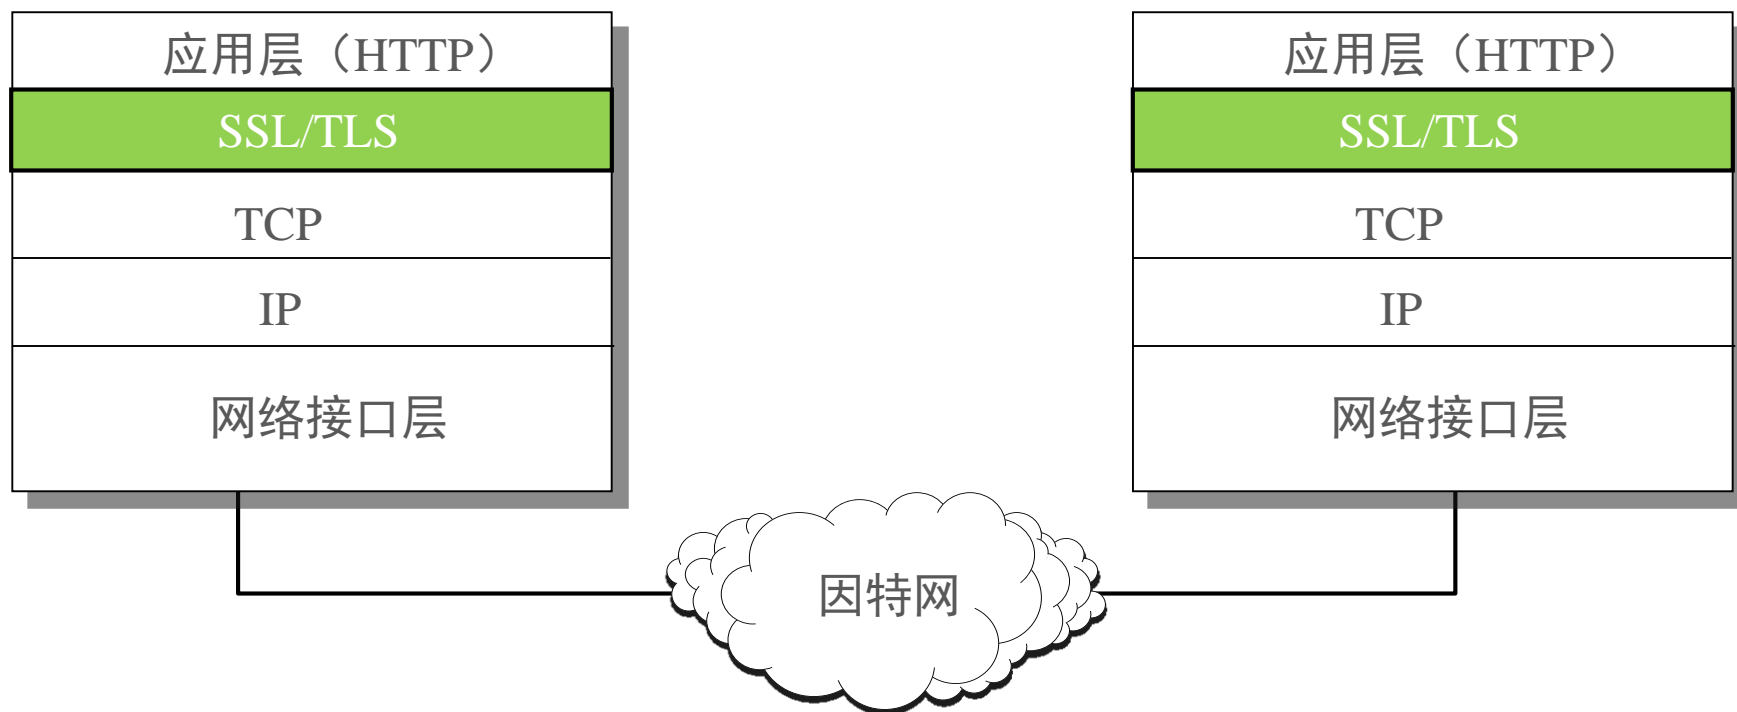 应用层（HTTP）
SSL/TLS
TCP
IP
网络接口层
应用层（HTTP）
SSL/TLS
TCP
IP
网络接口层
因特网